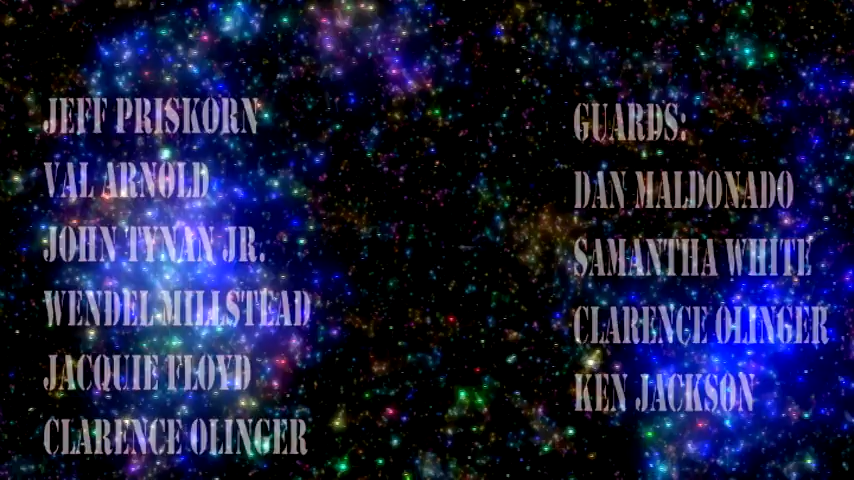 JEFF PRISKORN
VAL ARNOLD
JOHN TYNAN JR.
WENDEL MILLSTEAD
JACQUIE FLOYD
CLARENCE OLINGER
GUARDS:
DAN MALDONADO
SAMANTHA WHITE
CLARENCE OLINGER
KEN JACKSON